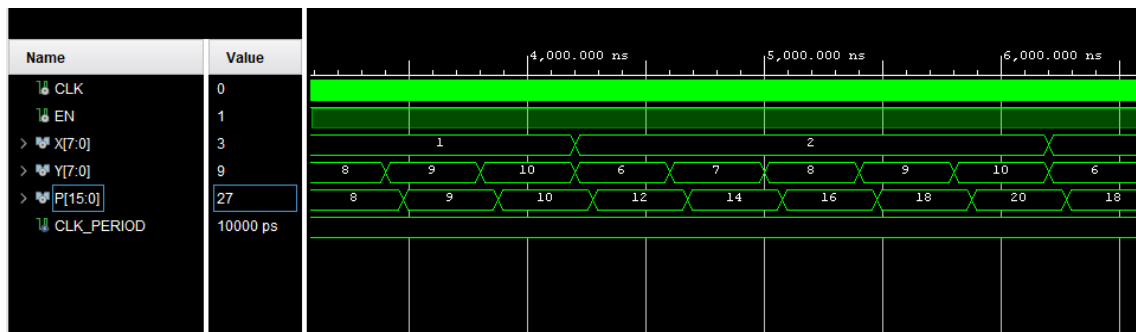 4,000.000 ns 5,000.000 ns 6,000.000 ns
Name Value
CLK 0
EN 1
X[7:0] 3 1 2
Y[7:0] 9 8 9 10 6 7 8 9 10 6
P[15:0] 27 8 9 10 12 14 16 18 20 18
CLK_PERIOD 10000 ps